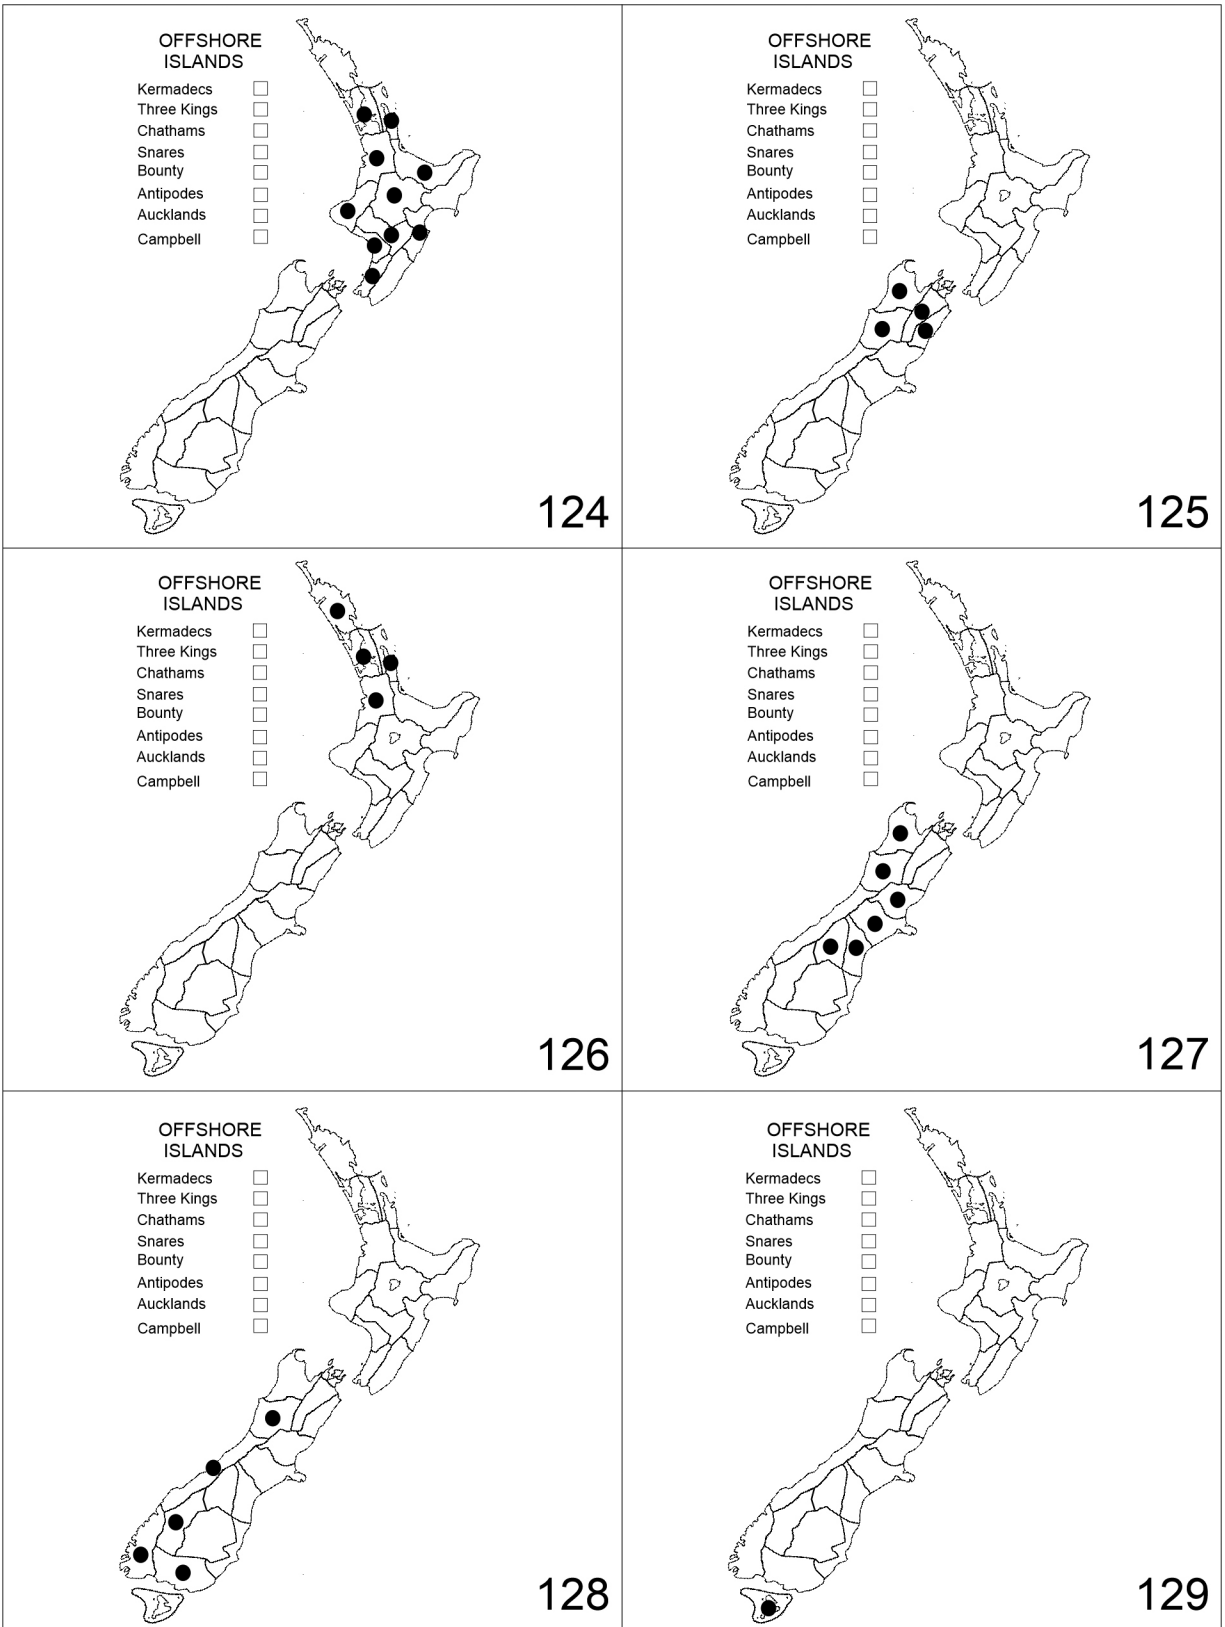 OFFSHORE
ISLANDS
Kermadecs
Three Kings
Chathams
Snares
Bounty
Antipodes
Aucklands
Campbell
124
OFFSHORE
ISLANDS
Kermadecs
Three Kings
Chathams
Snares
Bounty
Antipodes
Aucklands
Campbell
125
OFFSHORE
ISLANDS
Kermadecs
Three Kings
Chathams
Snares
Bounty
Antipodes
Aucklands
Campbell
126
OFFSHORE
ISLANDS
Kermadecs
Three Kings
Chathams
Snares
Bounty
Antipodes
Aucklands
Campbell
127
OFFSHORE
ISLANDS
Kermadecs
Three Kings
Chathams
Snares
Bounty
Antipodes
Aucklands
Campbell
128
OFFSHORE
ISLANDS
Kermadecs
Three Kings
Chathams
Snares
Bounty
Antipodes
Aucklands
Campbell
129